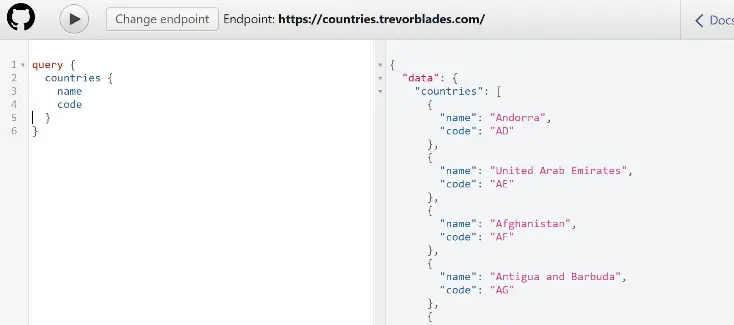 Change endpoint Endpoint: https://countries.trevorblades.com/ Docs
1 query {
2 countries {
3 name
4 code
5 }
6 }
{
"data": {
"countries": [
{
"name": "Andorra",
"code": "AD"
},
{
"name": "United Arab Emirates",
"code": "AE"
},
{
"name": "Afghanistan",
"code": "AF"
},
{
"name": "Antigua and Barbuda",
"code": "AG"
},
{